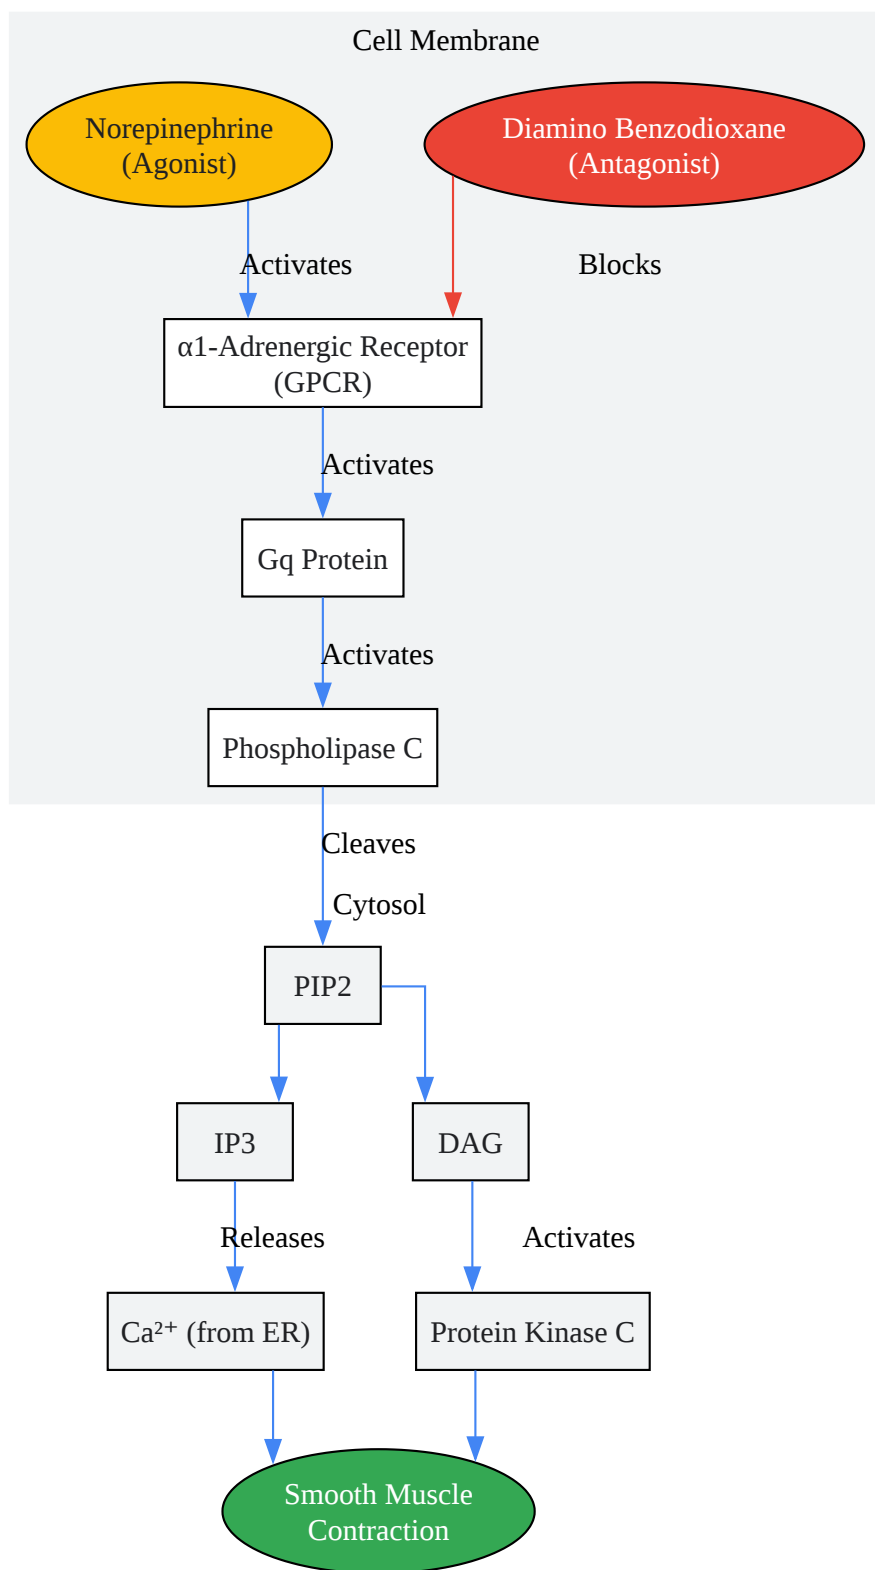 Cell Membrane
Norepinephrine
(Agonist)
Diamino Benzodioxane
(Antagonist)
Activates
Blocks
α1-Adrenergic Receptor
(GPCR)
Activates
Gq Protein
Activates
Phospholipase C
Cleaves
Cytosol
PIP2
IP3
DAG
Releases
Activates
Ca²⁺ (from ER)
Protein Kinase C
Smooth Muscle
Contraction